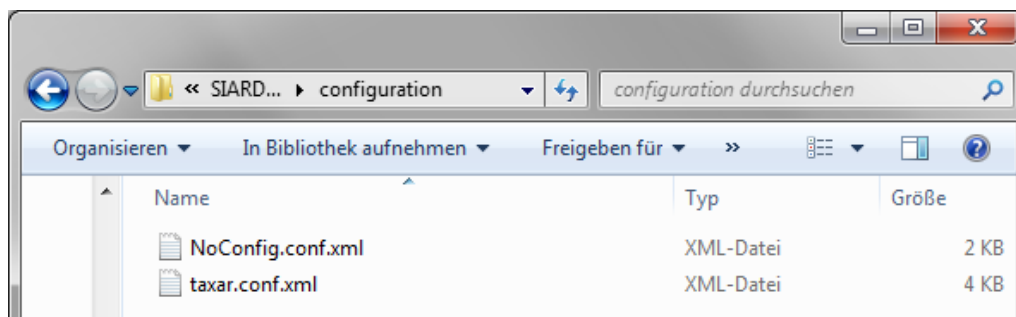 « SIARD... ▸ configuration configuration durchsuchen
Organisieren In Bibliothek aufnehmen Freigeben für »
Name Typ Größe
NoConfig.conf.xml XML-Datei 2 KB
taxar.conf.xml XML-Datei 4 KB